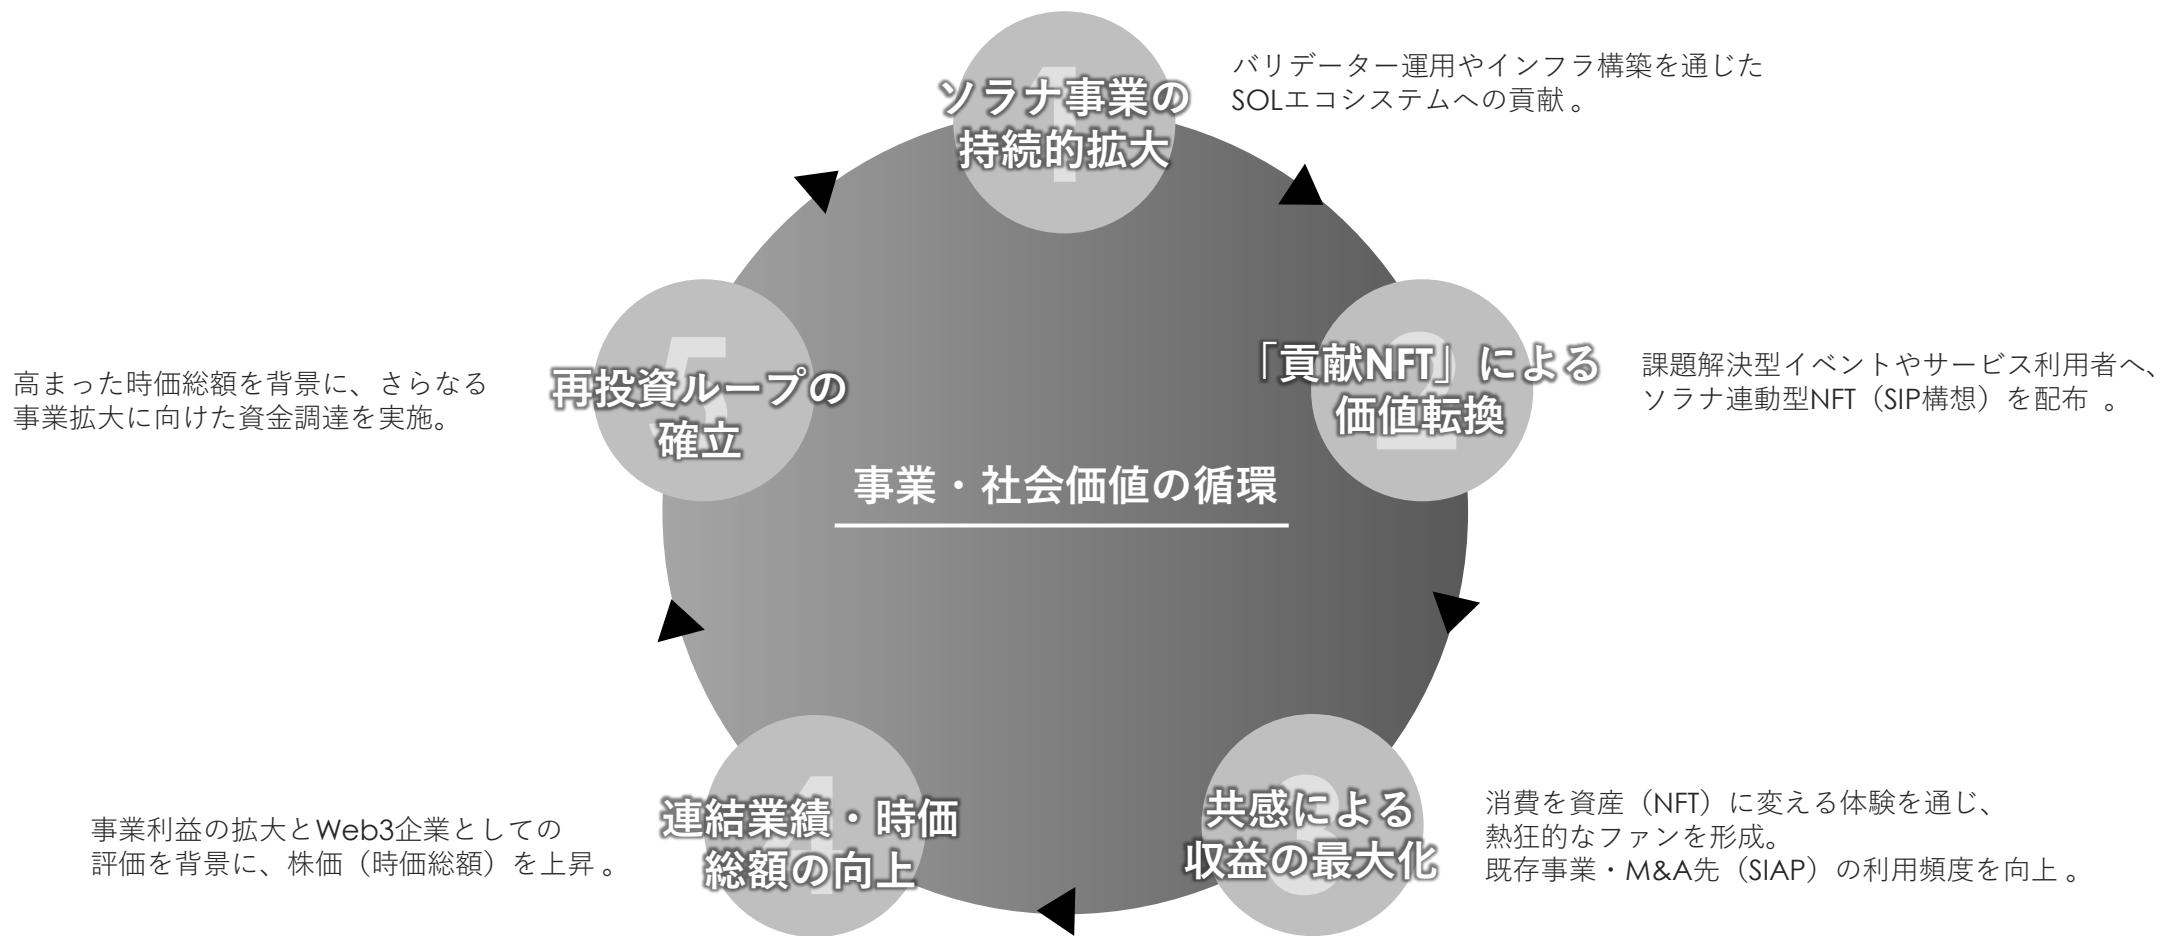 1
ソラナ事業の
持続的拡大
バリデーター運用やインフラ構築を通じた
SOLエコシステムへの貢献 。
2
「貢献NFT」による
価値転換
課題解決型イベントやサービス利用者へ、
ソラナ連動型NFT（SIP構想）を配布 。
3
共感による
収益の最大化
消費を資産（NFT）に変える体験を通じ、
熱狂的なファンを形成。
既存事業・M&A先（SIAP）の利用頻度を向上 。
4
連結業績・時価
総額の向上
事業利益の拡大とWeb3企業としての
評価を背景に、株価（時価総額）を上昇 。
5
再投資ループの
確立
高まった時価総額を背景に、さらなる
事業拡大に向けた資金調達を実施。
事業・社会価値の循環